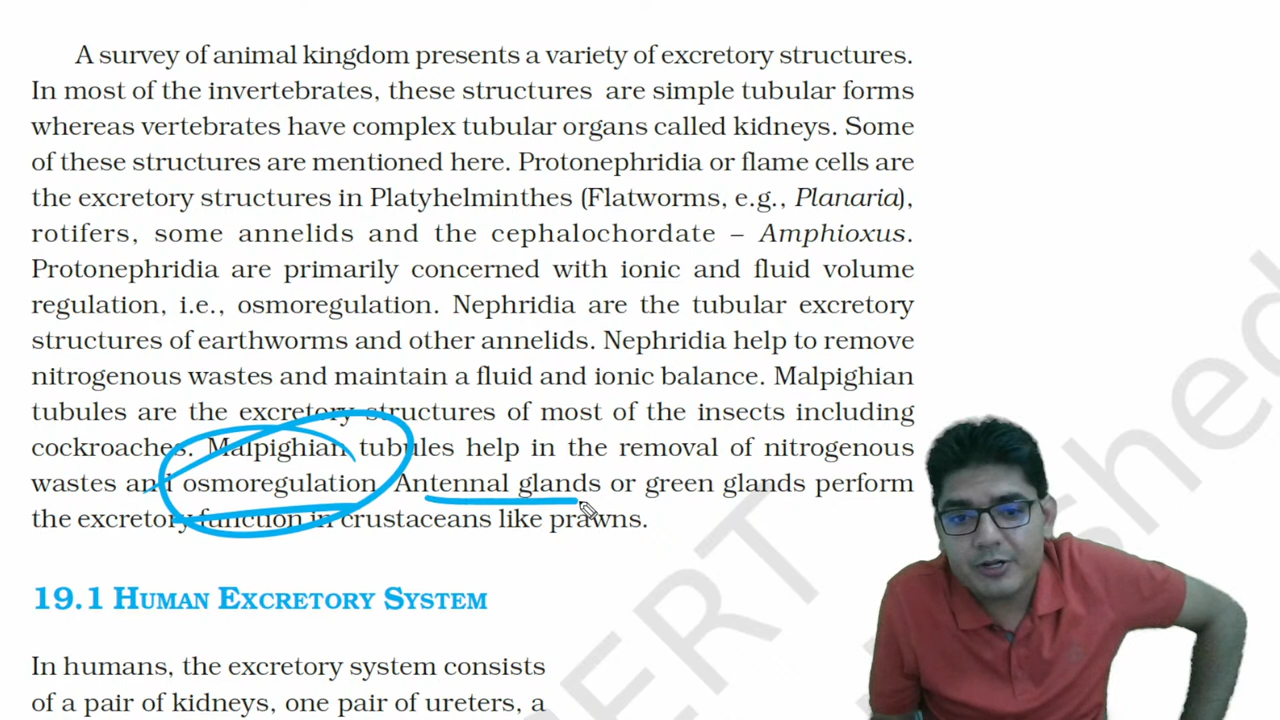 A survey of animal kingdom presents a variety of excretory structures.
In most of the invertebrates, these structures are simple tubular forms
whereas vertebrates have complex tubular organs called kidneys. Some
of these structures are mentioned here. Protonephridia or flame cells are
the excretory structures in Platyhelminthes (Flatworms, e.g., Planaria),
rotifers, some annelids and the cephalochordate – Amphioxus.
Protonephridia are primarily concerned with ionic and fluid volume
regulation, i.e., osmoregulation. Nephridia are the tubular excretory
structures of earthworms and other annelids. Nephridia help to remove
nitrogenous wastes and maintain a fluid and ionic balance. Malpighian
tubules are the excretory structures of most of the insects including
cockroaches. Malpighian tubules help in the removal of nitrogenous
wastes and osmoregulation. Antennal glands or green glands perform
the excretory function in crustaceans like prawns.
19.1 HUMAN EXCRETORY SYSTEM
In humans, the excretory system consists
of a pair of kidneys, one pair of ureters, a